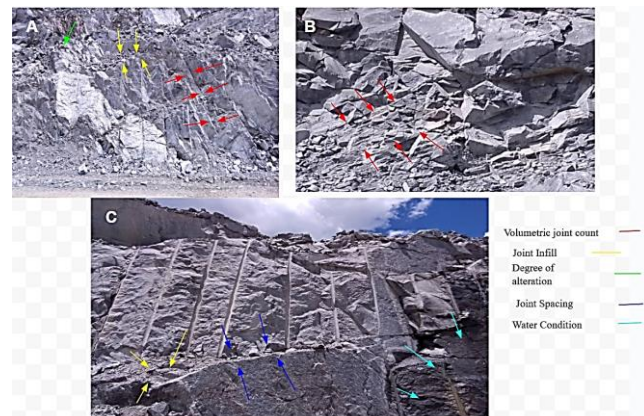 A
B
C
Volumetric joint count
Joint Infill
Degree of
alteration
Joint Spacing
Water Condition